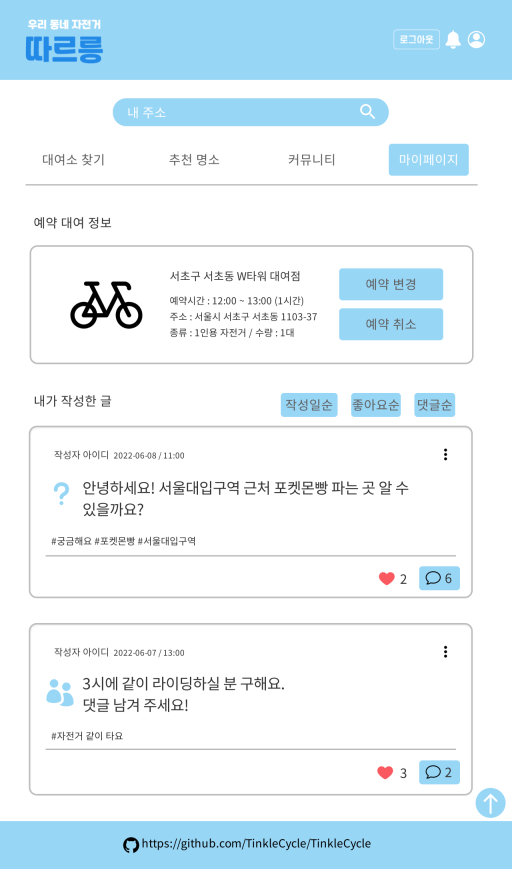 우리 동네 자전거
따르릉
로그아웃
내 주소
대여소 찾기
추천 명소
커뮤니티
마이페이지
예약 대여 정보
서초구 서초동 W타워 대여점
예약시간 : 12:00 ~ 13:00 (1시간)
주소 : 서울시 서초구 서초동 1103-37
종류 : 1인용 자전거 / 수량 : 1대
예약 변경
예약 취소
내가 작성한 글
작성일순
좋아요순
댓글순
작성자 아이디 2022-06-08 / 11:00
안녕하세요! 서울대입구역 근처 포켓몬빵 파는 곳 알 수
있을까요?
#궁금해요 #포켓몬빵 #서울대입구역
2
6
작성자 아이디 2022-06-07 / 13:00
3시에 같이 라이딩하실 분 구해요.
댓글 남겨 주세요!
#자전거 같이 타요
3
2
https://github.com/TinkleCycle/TinkleCycle